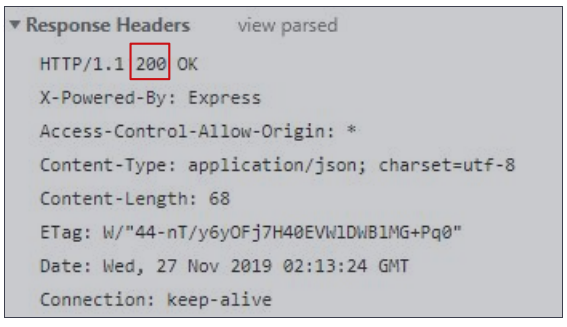 ▼ Response Headers view parsed
HTTP/1.1 200 OK
X-Powered-By: Express
Access-Control-Allow-Origin: *
Content-Type: application/json; charset=utf-8
Content-Length: 68
ETag: W/"44-nT/y6yOFj7H40EVWlDWBlMG+Pq0"
Date: Wed, 27 Nov 2019 02:13:24 GMT
Connection: keep-alive